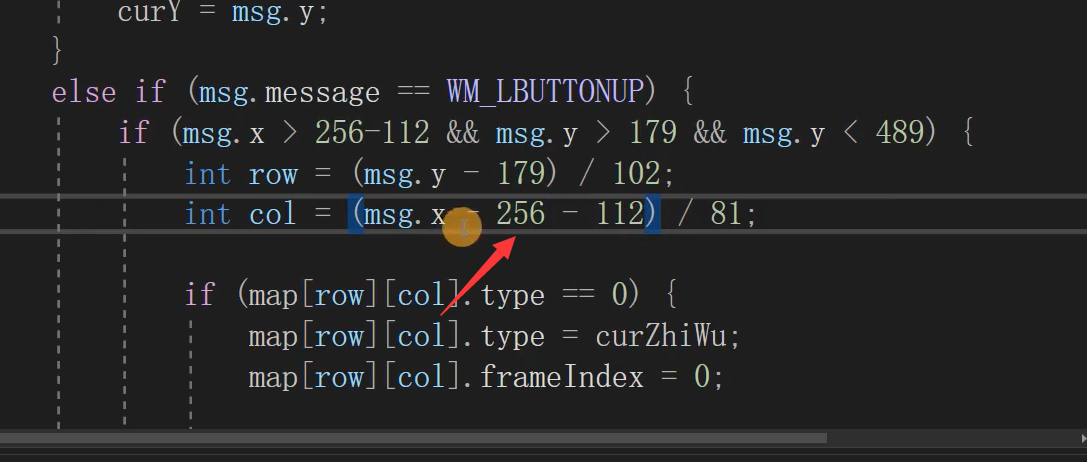 curY = msg.y;
}
else if (msg.message == WM_LBUTTONUP) {
if (msg.x > 256-112 && msg.y > 179 && msg.y < 489) {
int row = (msg.y - 179) / 102;
int col = (msg.x - 256 - 112) / 81;
if (map[row][col].type == 0) {
map[row][col].type = curZhiWu;
map[row][col].frameIndex = 0;